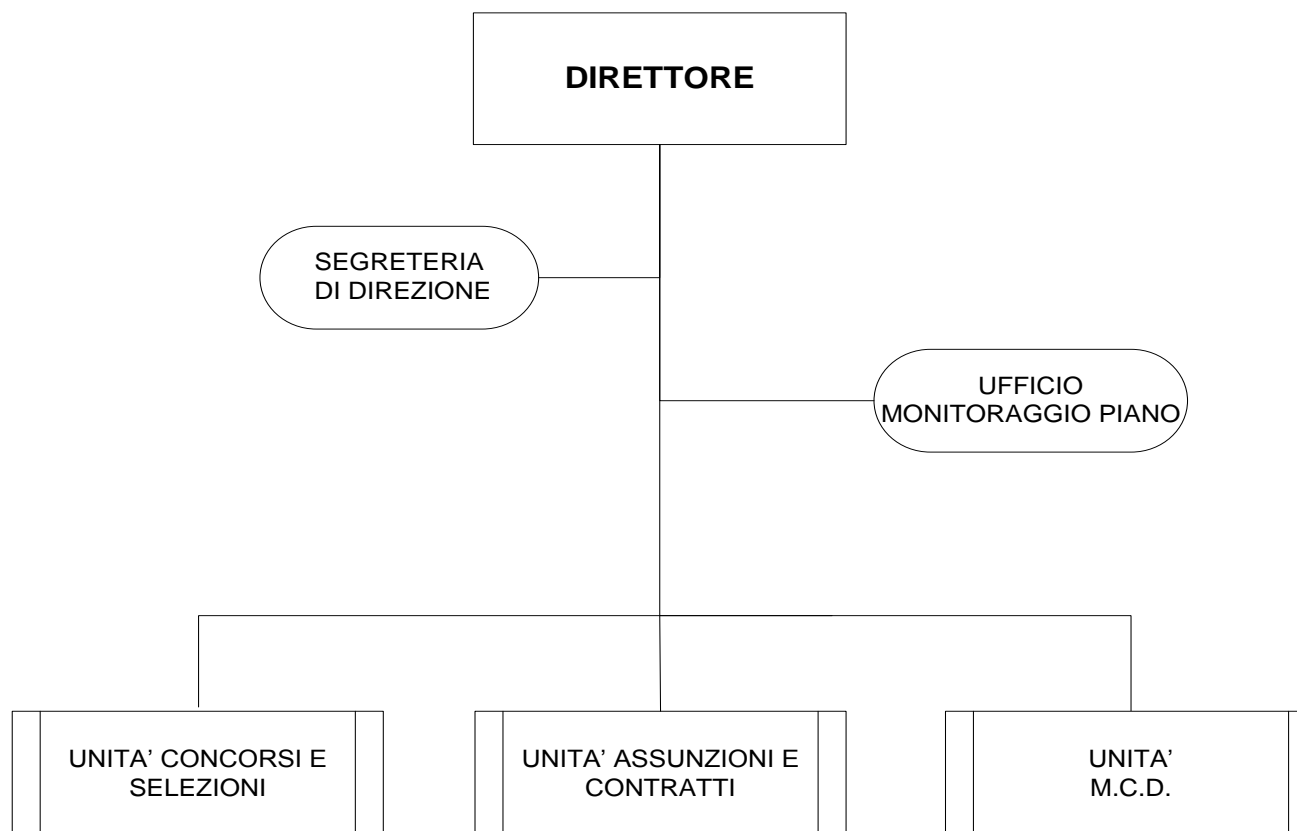 DIRETTORE
SEGRETERIA
DI DIREZIONE
UFFICIO
MONITORAGGIO PIANO
UNITA’ CONCORSI E
SELEZIONI
UNITA’ ASSUNZIONI E
CONTRATTI
UNITA’
M.C.D.